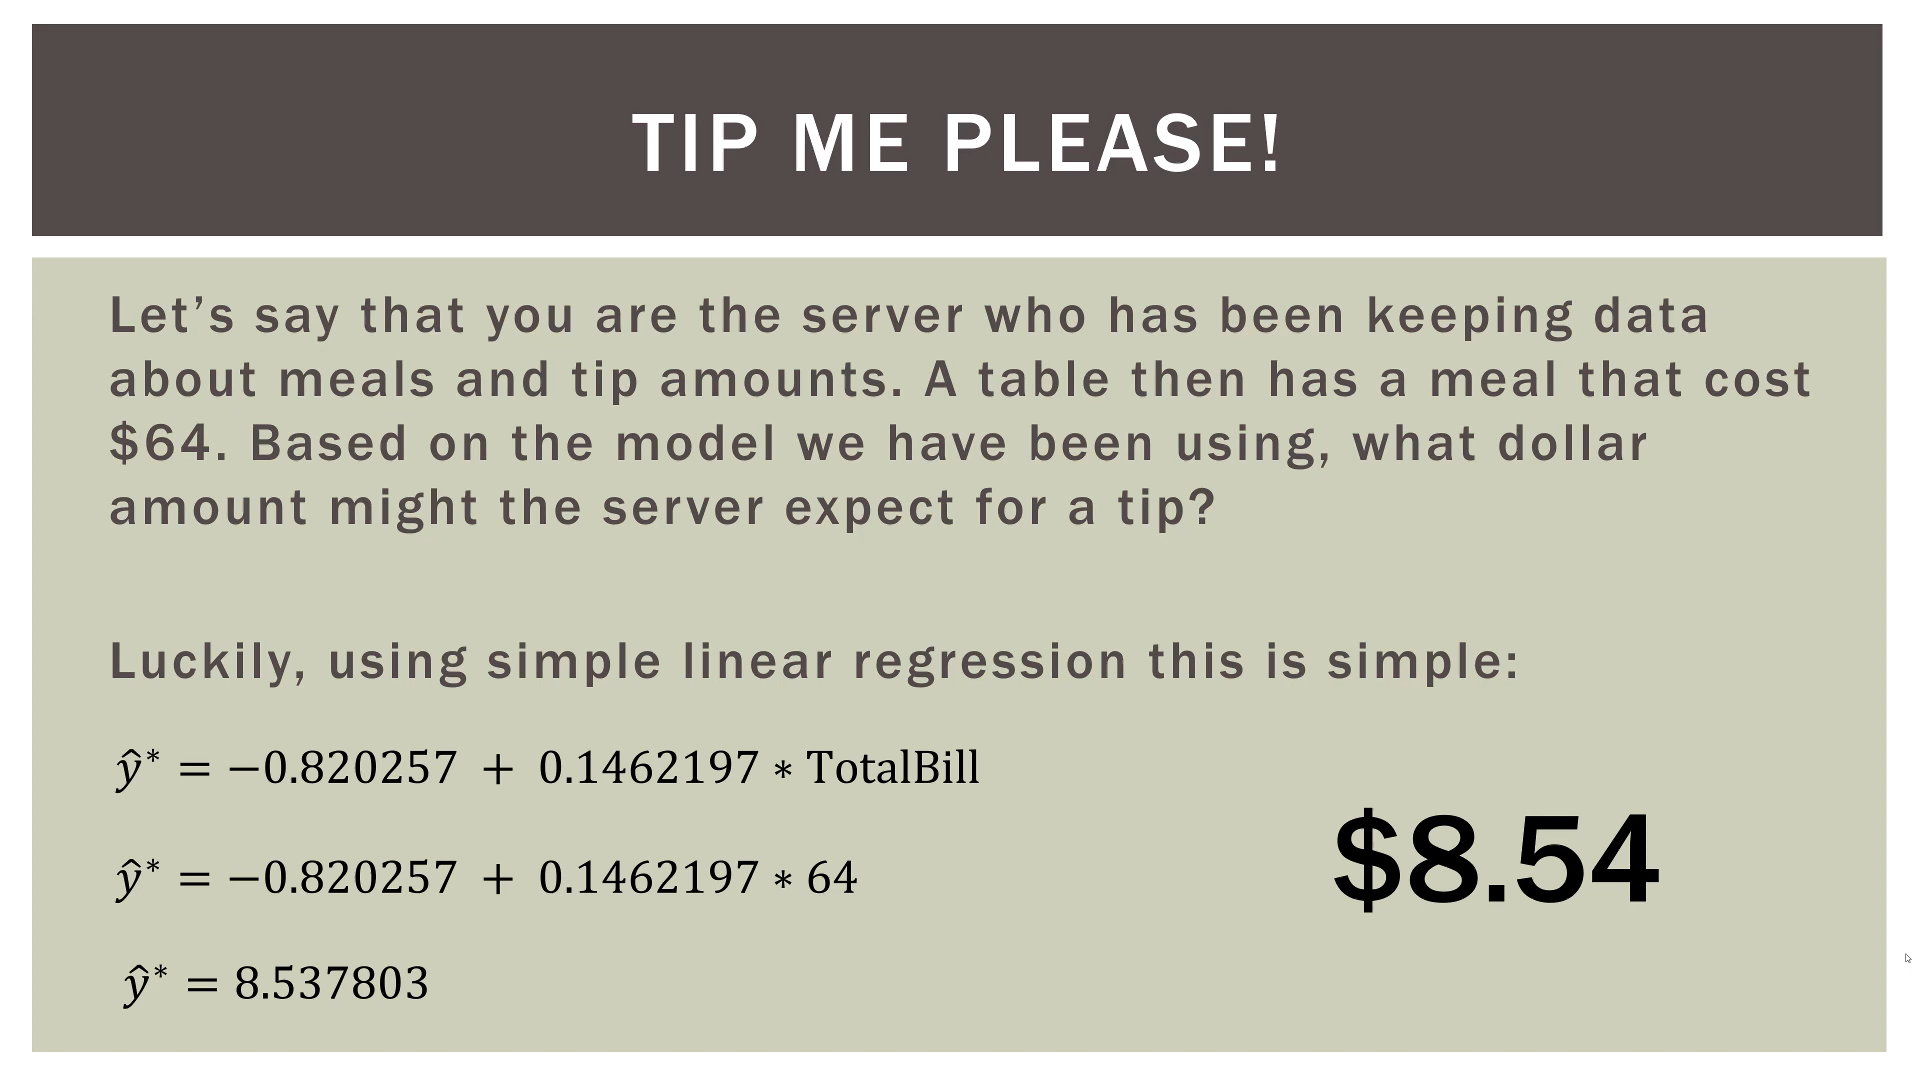 TIP ME PLEASE!
Let’s say that you are the server who has been keeping data
about meals and tip amounts. A table then has a meal that cost
$64. Based on the model we have been using, what dollar
amount might the server expect for a tip?
Luckily, using simple linear regression this is simple:
ŷ* = −0.820257 + 0.1462197 ∗ TotalBill
ŷ* = −0.820257 + 0.1462197 ∗ 64
$8.54
ŷ* = 8.537803